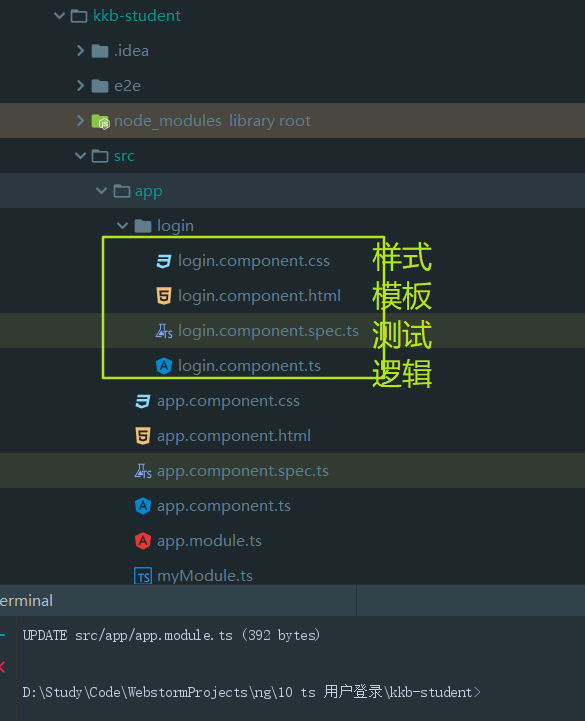 kkb-student
.idea
e2e
node_modules library root
src
app
login
login.component.css 样式
login.component.html 模板
login.component.spec.ts 测试
login.component.ts 逻辑
app.component.css
app.component.html
app.component.spec.ts
app.component.ts
app.module.ts
myModule.ts
erminal
UPDATE src/app/app.module.ts (392 bytes)
D:\Study\Code\WebstormProjects\ng\10 ts 用户登录\kkb-student>